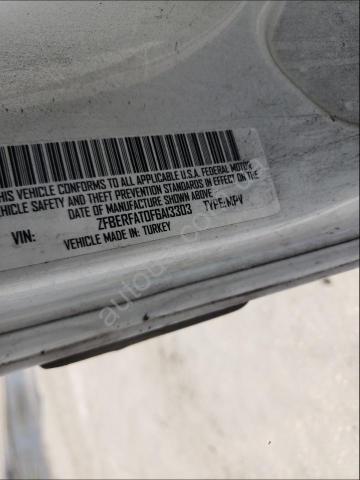 THIS VEHICLE CONFORMS TO ALL APPLICABLE U.S.A. FEDERAL MOTOR
VEHICLE SAFETY AND THEFT PREVENTION STANDARDS IN EFFECT ON THE
DATE OF MANUFACTURE SHOWN ABOVE.
VIN: ZFBERFAT0F6A13303 TYPE: MPV
VEHICLE MADE IN: TURKEY